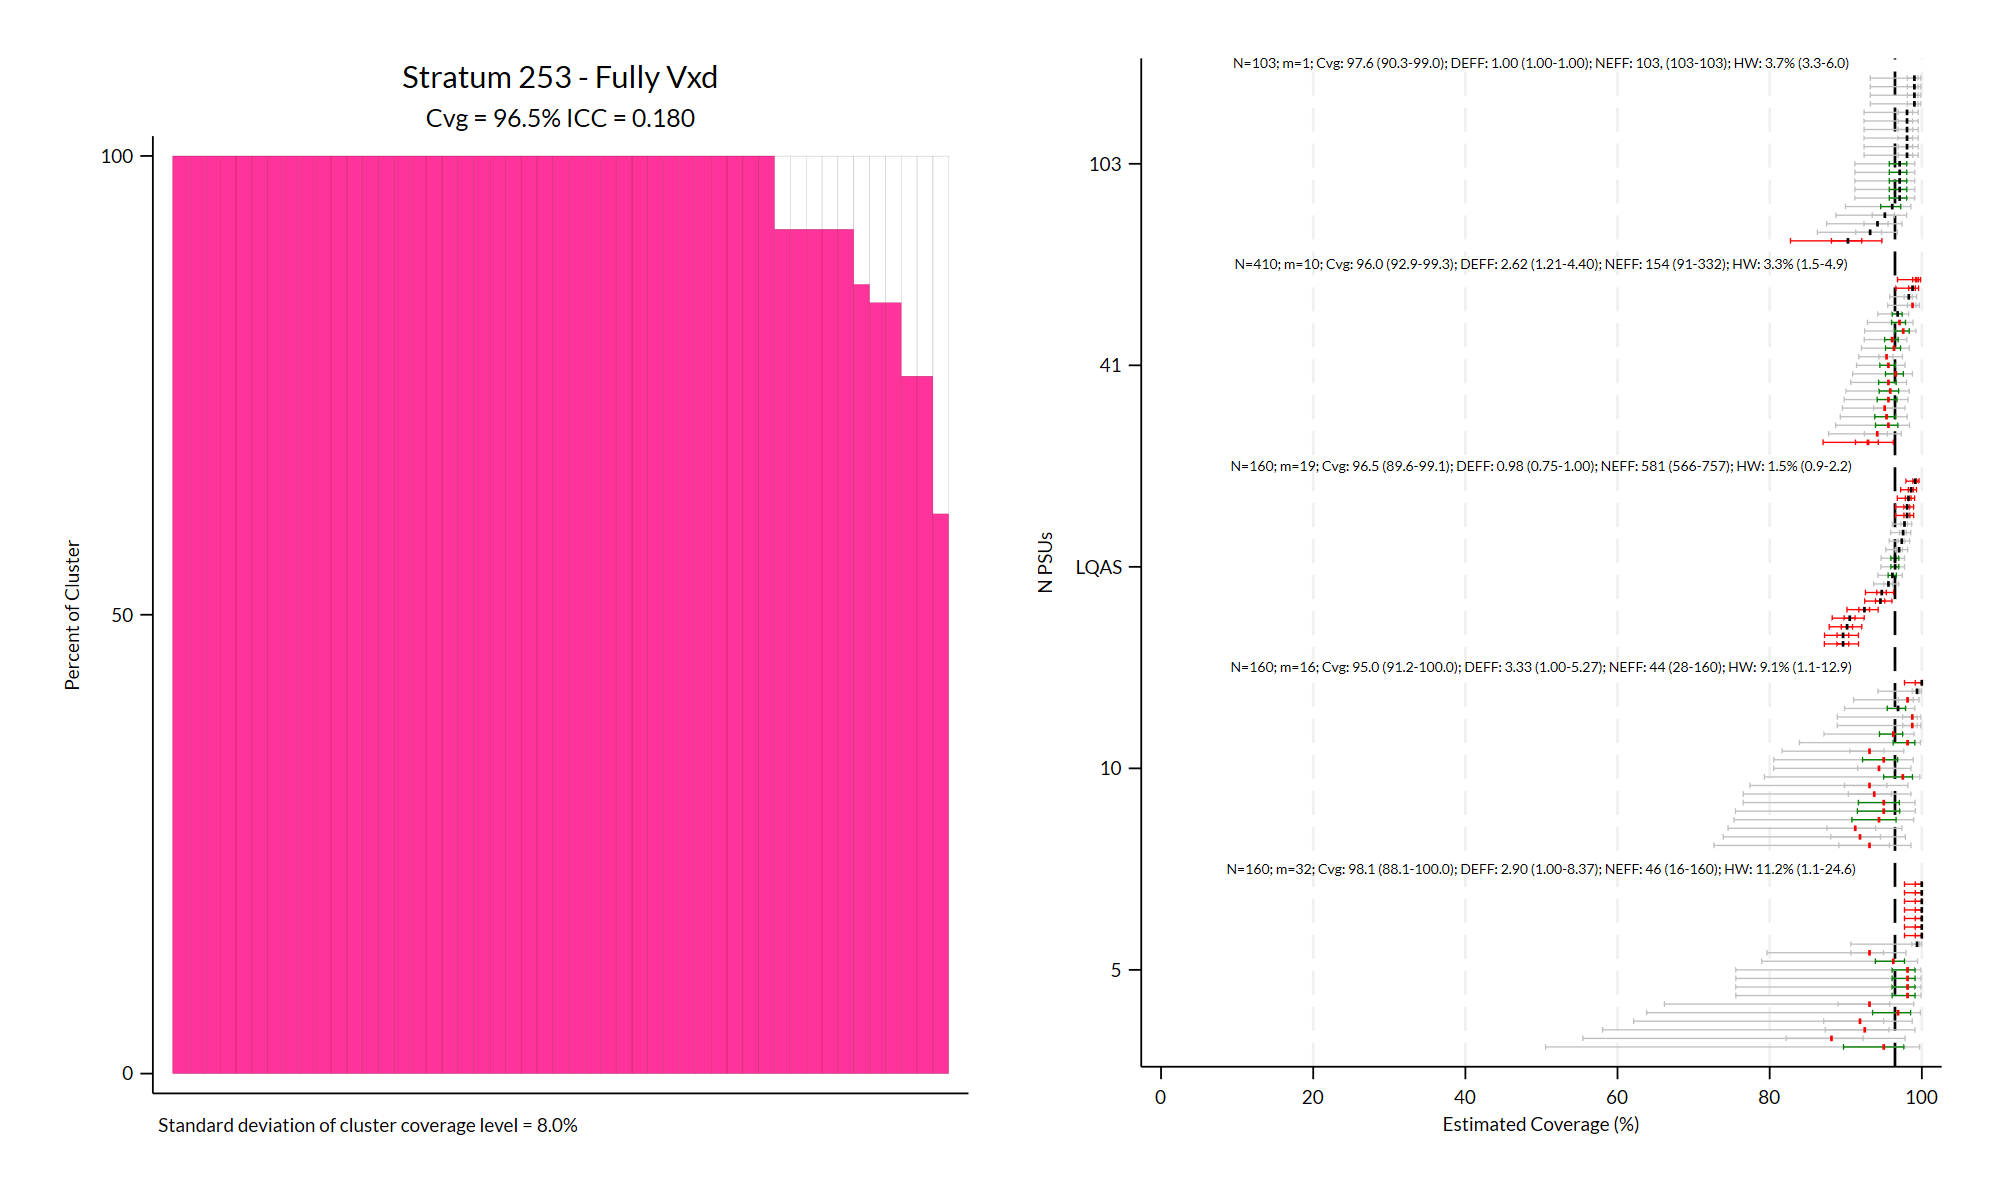 Stratum 253 - Fully Vxd
Cvg = 96.5% ICC = 0.180
100
50
0
Percent of Cluster
Standard deviation of cluster coverage level = 8.0%
N=103; m=1; Cvg: 97.6 (90.3-99.0); DEFF: 1.00 (1.00-1.00); NEFF: 103, (103-103); HW: 3.7% (3.3-6.0)
103
N=410; m=10; Cvg: 96.0 (92.9-99.3); DEFF: 2.62 (1.21-4.40); NEFF: 154 (91-332); HW: 3.3% (1.5-4.9)
41
N=160; m=19; Cvg: 96.5 (89.6-99.1); DEFF: 0.98 (0.75-1.00); NEFF: 581 (566-757); HW: 1.5% (0.9-2.2)
LQAS
N=160; m=16; Cvg: 95.0 (91.2-100.0); DEFF: 3.33 (1.00-5.27); NEFF: 44 (28-160); HW: 9.1% (1.1-12.9)
10
N=160; m=32; Cvg: 98.1 (88.1-100.0); DEFF: 2.90 (1.00-8.37); NEFF: 46 (16-160); HW: 11.2% (1.1-24.6)
5
N PSUs
0 20 40 60 80 100
Estimated Coverage (%)